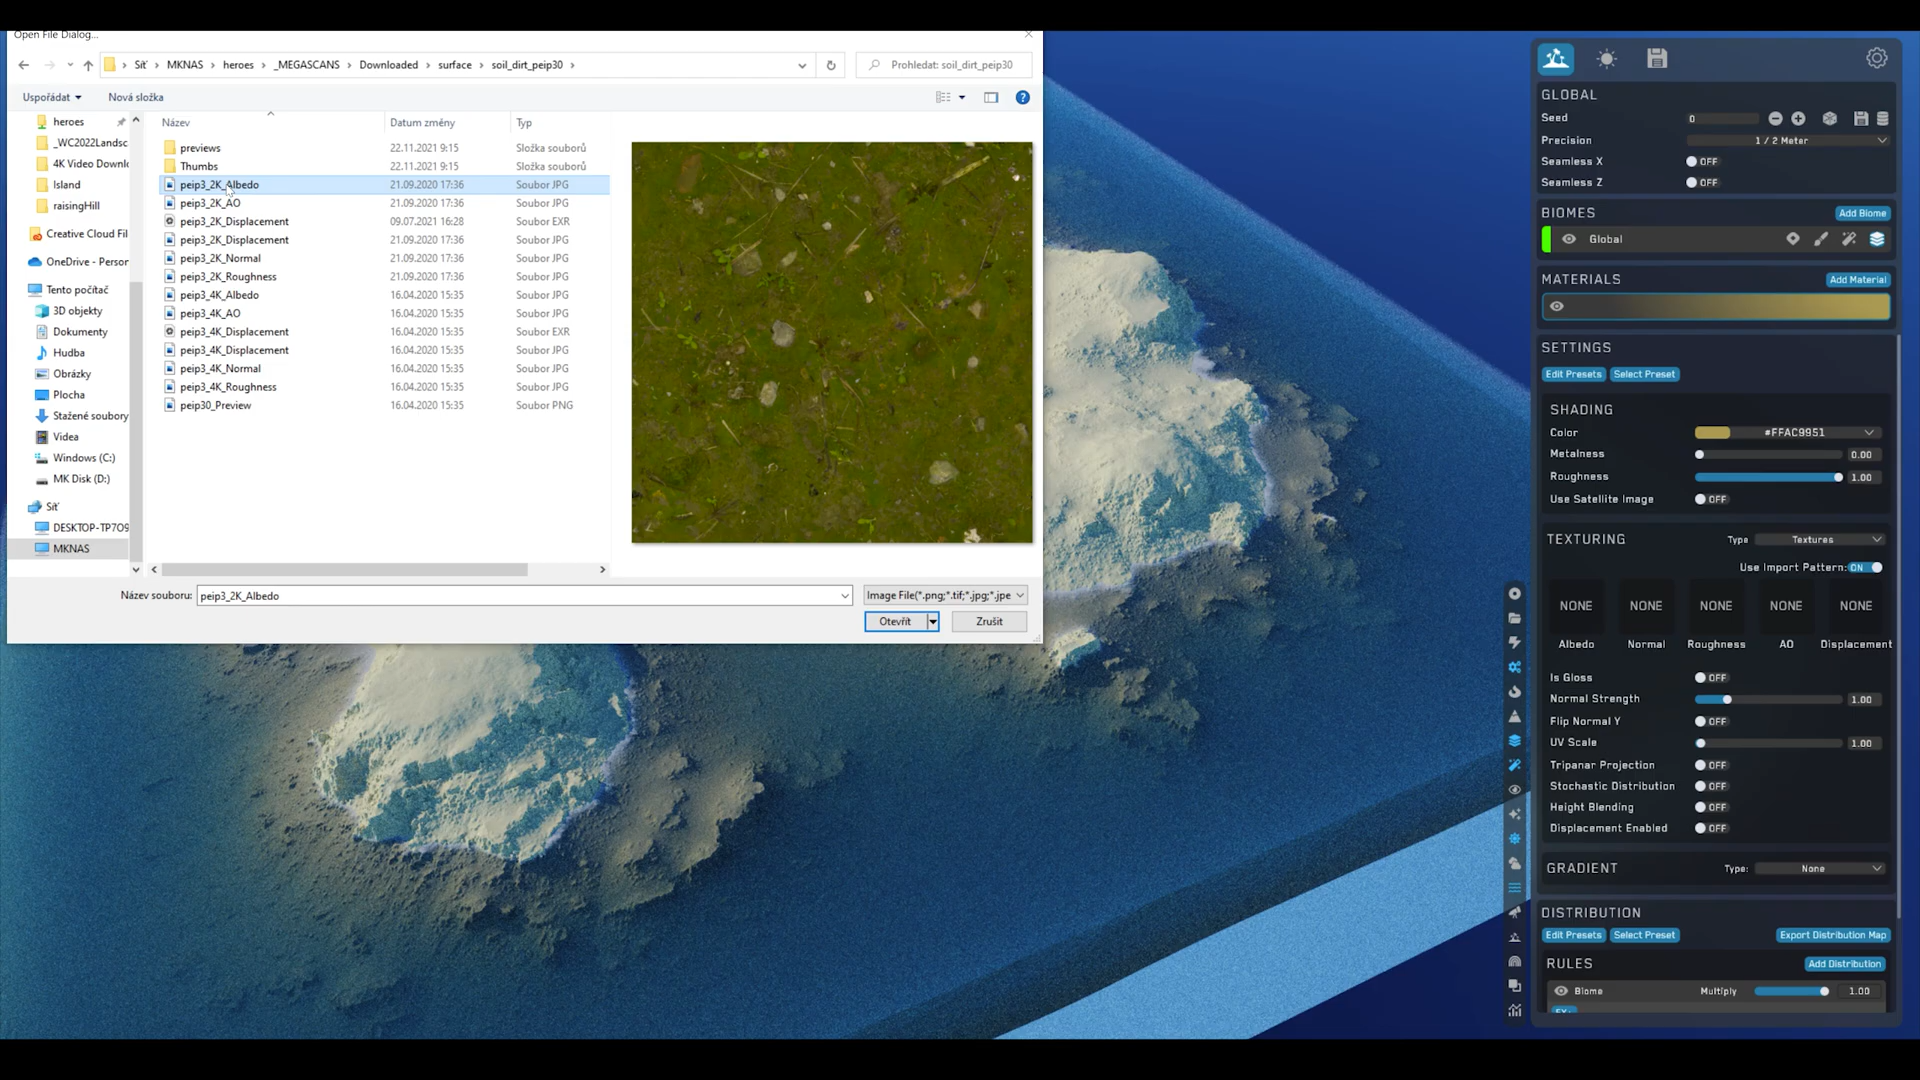 Open File Dialog...
Síť
MKNAS
heroes
_MEGASCANS
Downloaded
surface
soil_dirt_peip30
Prohledat: soil_dirt_peip30
Uspořádat
Nová složka
heroes
_WC2022Landsc
4K Video Downlo
Island
raisingHill
Creative Cloud Fil
OneDrive - Person
Tento počítač
3D objekty
Dokumenty
Hudba
Obrázky
Plocha
Stažené soubory
Videa
Windows (C:)
MK Disk (D:)
Síť
DESKTOP-TP7O9
MKNAS
Název Datum změny Typ
previews 22.11.2021 9:15 Složka souborů
Thumbs 22.11.2021 9:15 Složka souborů
peip3_2K_Albedo 21.09.2020 17:36 Soubor JPG
peip3_2K_AO 21.09.2020 17:36 Soubor JPG
peip3_2K_Displacement 09.07.2021 16:28 Soubor EXR
peip3_2K_Displacement 21.09.2020 17:36 Soubor JPG
peip3_2K_Normal 21.09.2020 17:36 Soubor JPG
peip3_2K_Roughness 21.09.2020 17:36 Soubor JPG
peip3_4K_Albedo 16.04.2020 15:35 Soubor JPG
peip3_4K_AO 16.04.2020 15:35 Soubor JPG
peip3_4K_Displacement 16.04.2020 15:35 Soubor EXR
peip3_4K_Displacement 16.04.2020 15:35 Soubor JPG
peip3_4K_Normal 16.04.2020 15:35 Soubor JPG
peip3_4K_Roughness 16.04.2020 15:35 Soubor JPG
peip30_Preview 16.04.2020 15:35 Soubor PNG
Název souboru: peip3_2K_Albedo
Image File(*.png;*.tif;*.jpg;*.jpe
Otevřít Zrušit
GLOBAL
Seed 0
Precision 1 / 2 Meter
Seamless X OFF
Seamless Z OFF
BIOMES Add Biome
Global
MATERIALS Add Material
SETTINGS
Edit Presets Select Preset
SHADING
Color #FFAC9951
Metalness 0.00
Roughness 1.00
Use Satellite Image OFF
TEXTURING Type Textures
Use Import Pattern: ON
NONE NONE NONE NONE NONE
Albedo Normal Roughness AO Displacement
Is Gloss OFF
Normal Strength 1.00
Flip Normal Y OFF
UV Scale 1.00
Tripanar Projection OFF
Stochastic Distribution OFF
Height Blending OFF
Displacement Enabled OFF
GRADIENT Type: None
DISTRIBUTION
Edit Presets Select Preset Export Distribution Map
RULES Add Distribution
Biome Multiply 1.00